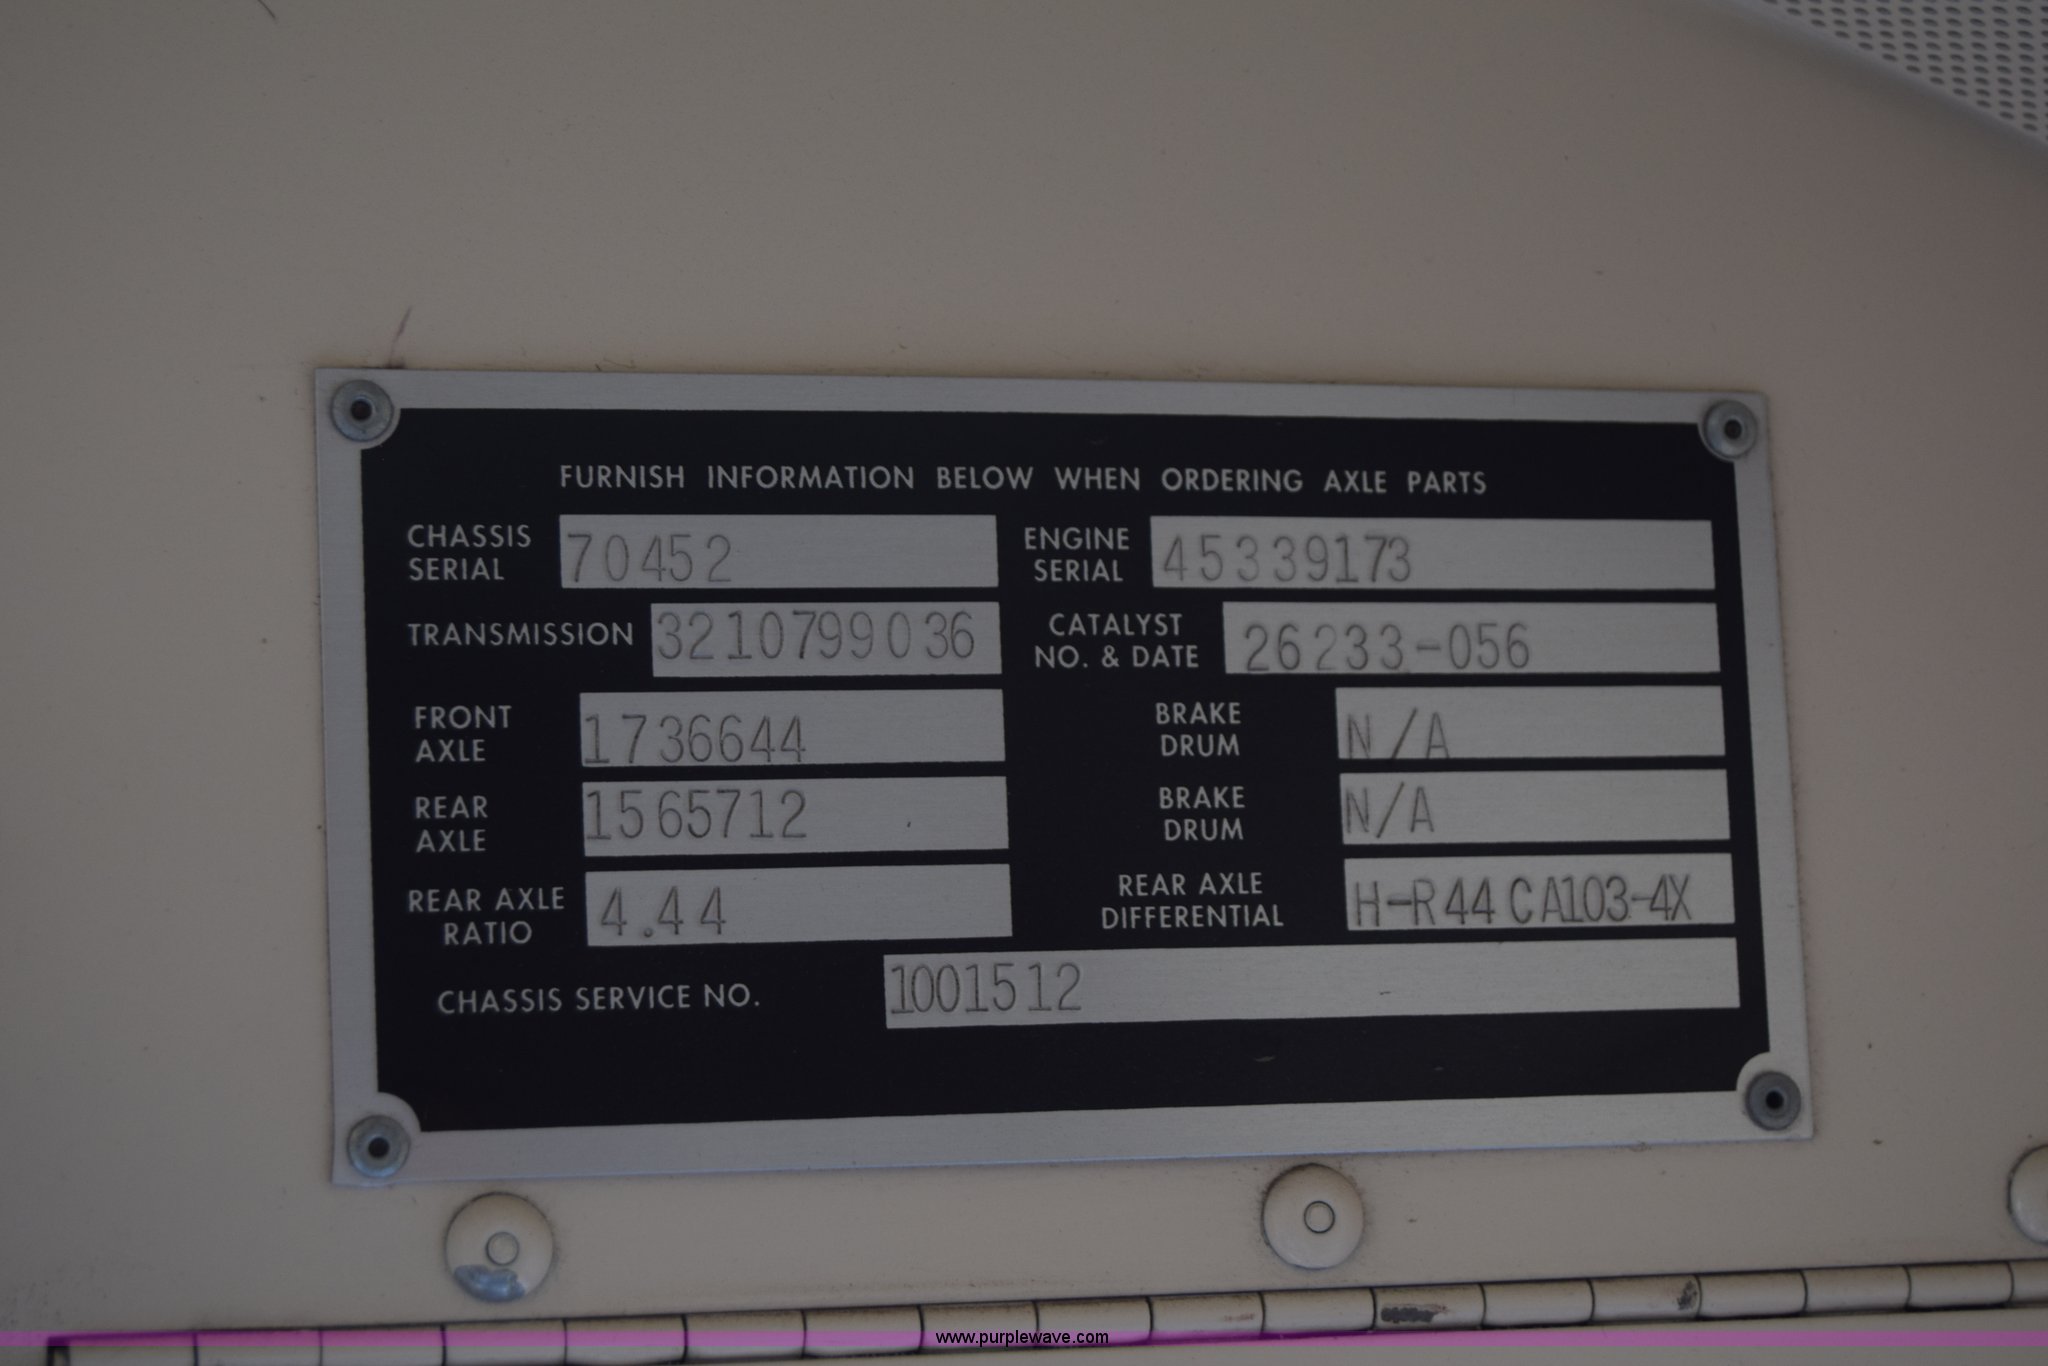 FURNISH INFORMATION BELOW WHEN ORDERING AXLE PARTS
CHASSIS SERIAL 70452
ENGINE SERIAL 45339173
TRANSMISSION 3210799036
CATALYST NO. & DATE 26233-056
FRONT AXLE 1736644
BRAKE DRUM N/A
REAR AXLE 1565712
BRAKE DRUM N/A
REAR AXLE RATIO 4.44
REAR AXLE DIFFERENTIAL H-R44CA103-4X
CHASSIS SERVICE NO. 1001512
www.purplewave.com